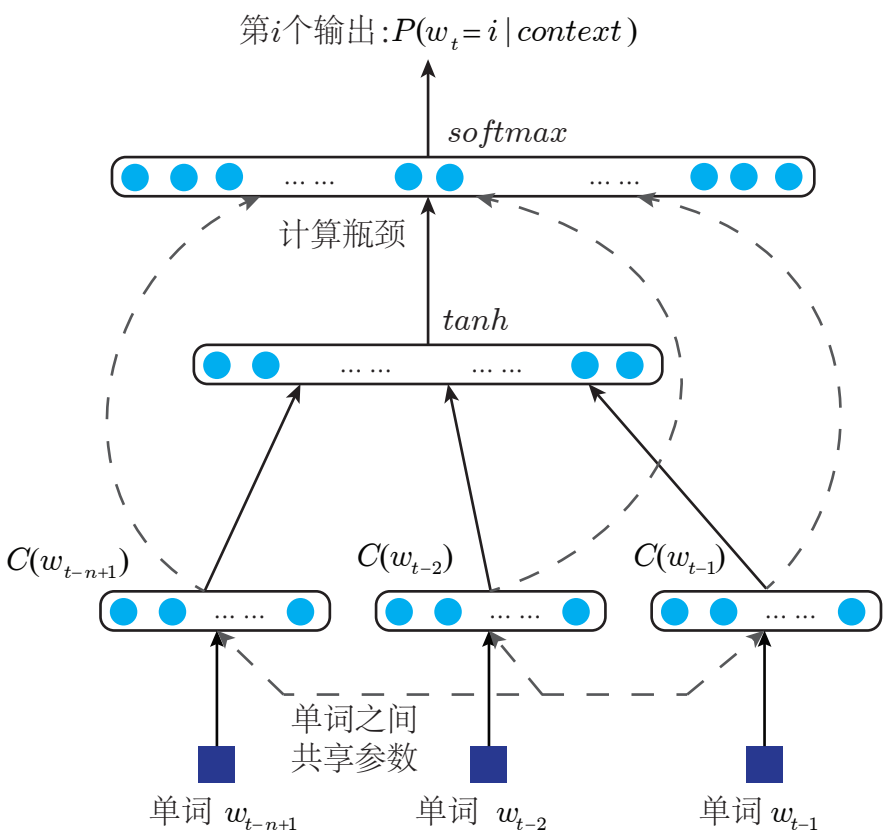 第i个输出:P(w_t=i|context)
softmax
... ... ... ...
计算瓶颈
tanh
... ... ... ...
C(w_{t-n+1}) C(w_{t-2}) C(w_{t-1})
... ... ... ... ... ...
单词之间
共享参数
单词 w_{t-n+1} 单词 w_{t-2} 单词 w_{t-1}